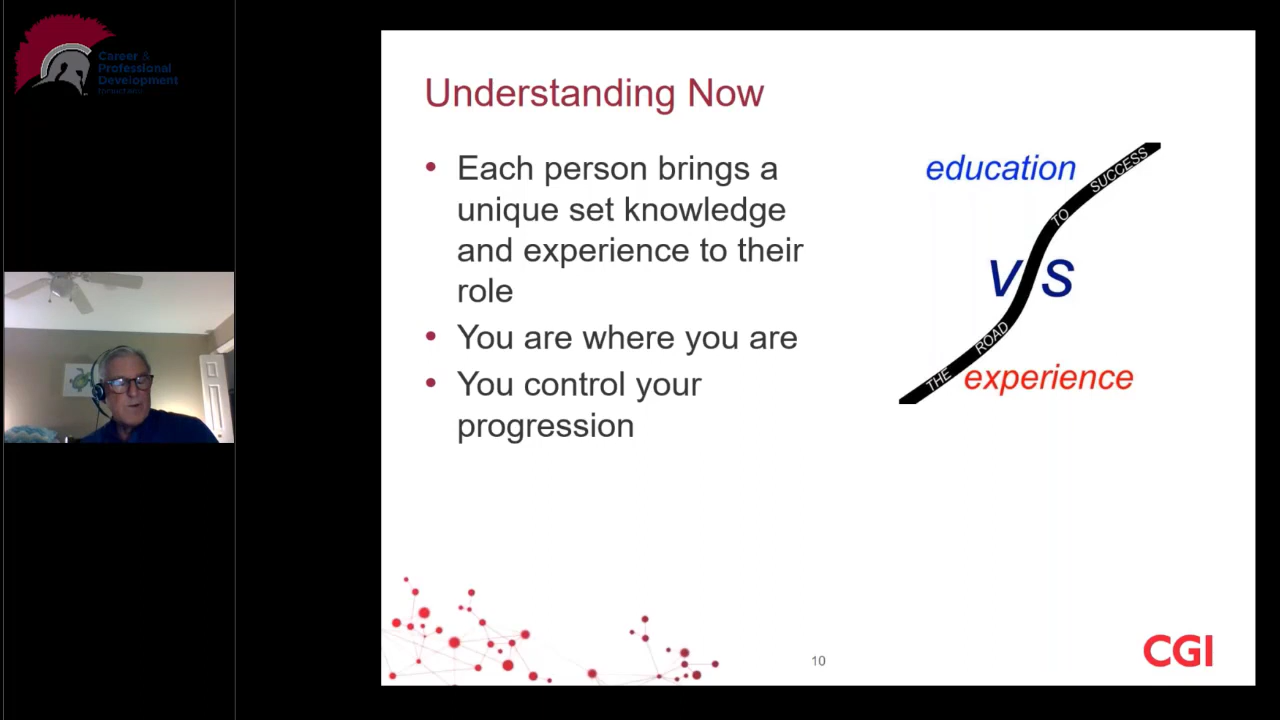 Career &
Professional
Development
Understanding Now
• Each person brings a
unique set knowledge
and experience to their
role
• You are where you are
• You control your
progression
education
VS
experience
THE ROAD TO SUCCESS
10
CGI